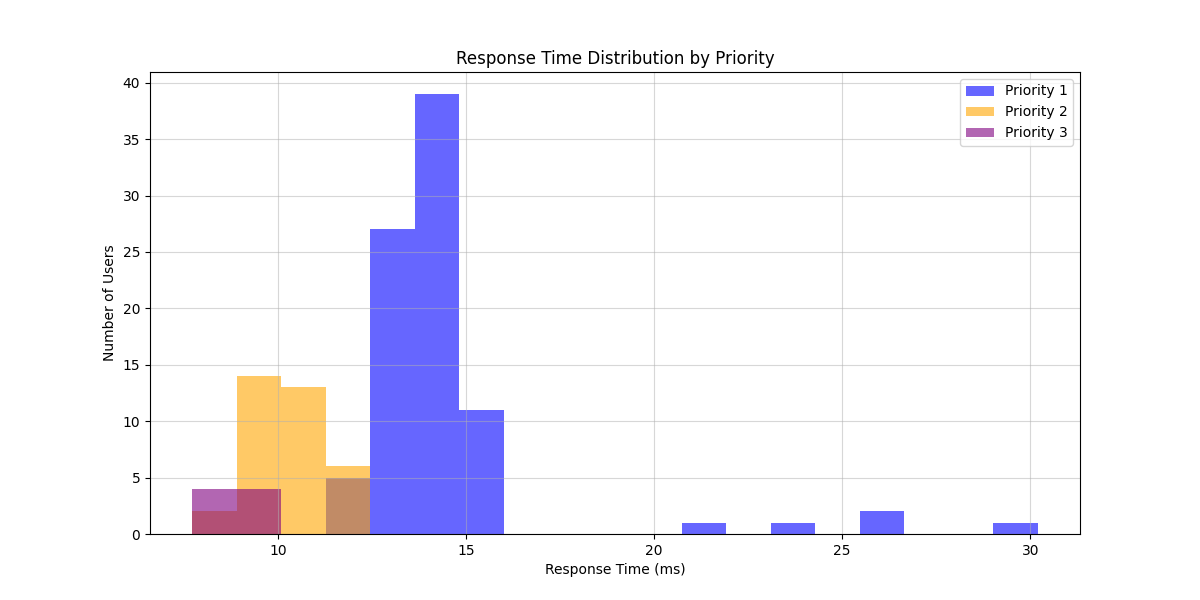 Response Time Distribution by Priority
Priority 1
Priority 2
Priority 3
Number of Users
40
35
30
25
20
15
10
5
0
10 15 20 25 30
Response Time (ms)